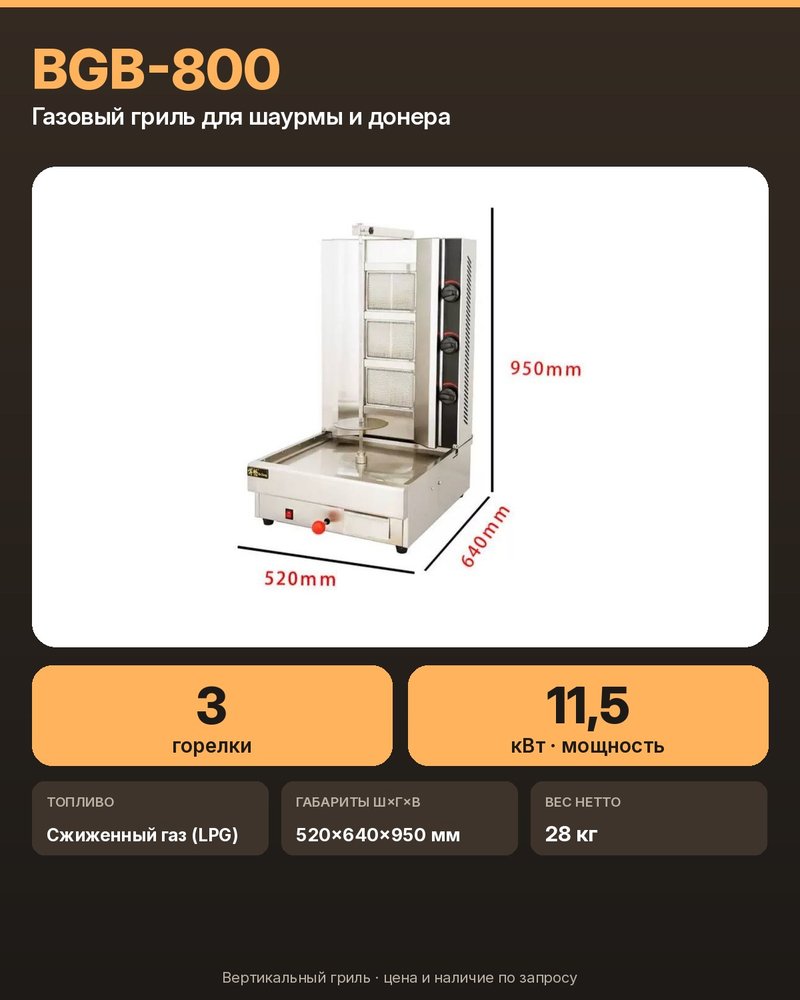 BGB-800
Газовый гриль для шаурмы и донера
950mm
640mm
520mm
3
горелки
11,5
кВт · мощность
ТОПЛИВО
Сжиженный газ (LPG)
ГАБАРИТЫ Ш×Г×В
520×640×950 мм
ВЕС НЕТТО
28 кг
Вертикальный гриль · цена и наличие по запросу